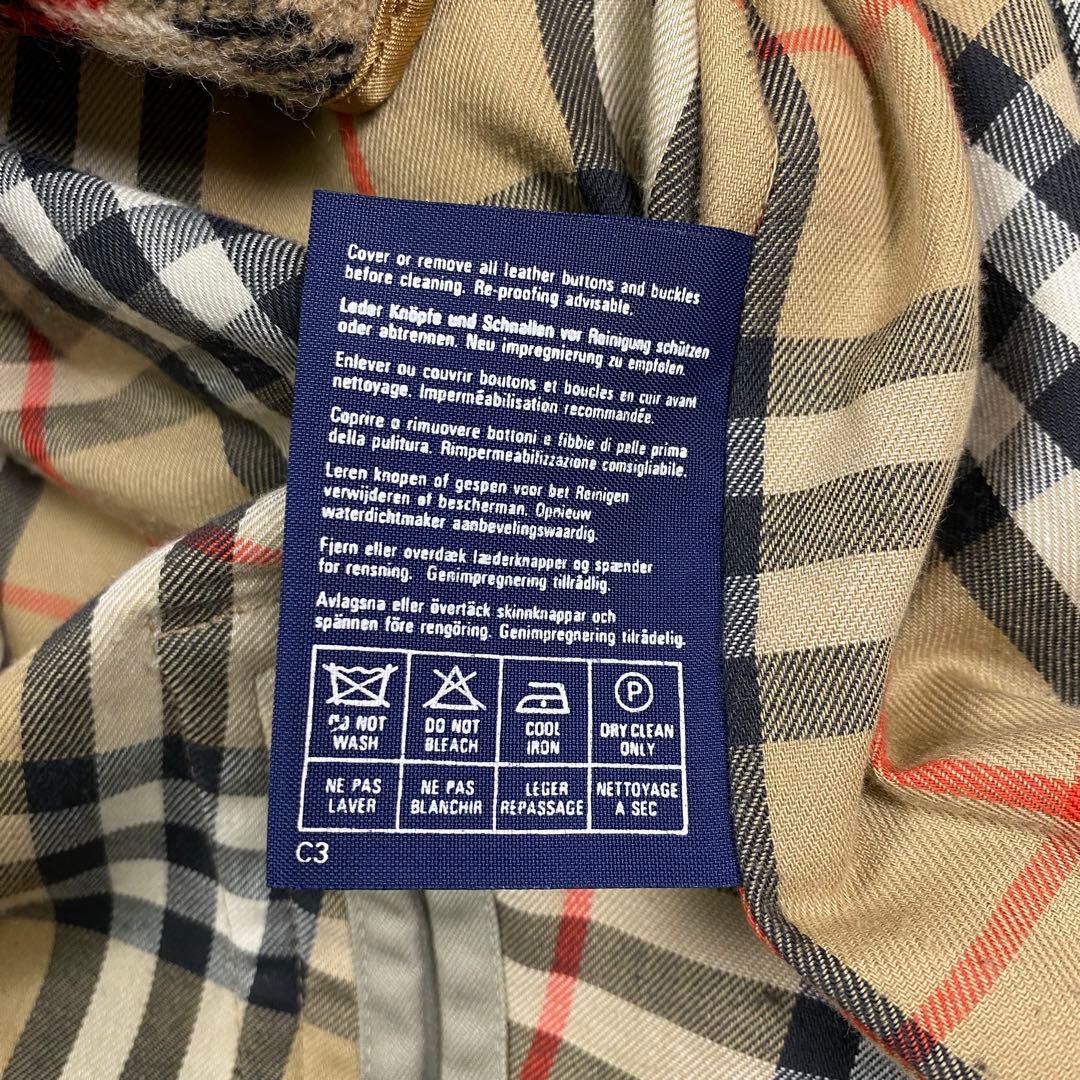 Cover or remove all leather buttons and buckles
before cleaning. Re-proofing advisable.
Leder Knöpfe und Schnallen vor Reinigung schützen
oder abtrennen. Neu impregnierung zu empfolen.
Enlever ou couvrir boutons et boucles en cuir avant
nettoyage. Imperméabilisation recommandée.
Coprire o rimuovere bottoni e fibbie di pelle prima
della pulitura. Rimpermeabilizzazione comsigliabile.
Leren knopen of gespen voor bet Reinigen
verwijderen of bescherman. Opnieuw
waterdichtmaker aanbevelingswaardig.
Fjern eller overdæk læderknapper og spænder
for rensning. Genimpregnering tillrådlig.
Avlagsna eller övertäck skinnknappar och
spännen före rengöring. Genimpregnering tilrådelig.
DO NOT WASH
DO NOT BLEACH
COOL IRON
P
DRY CLEAN ONLY
NE PAS LAVER
NE PAS BLANCHIR
LEGER REPASSAGE
NETTOYAGE A SEC
C3